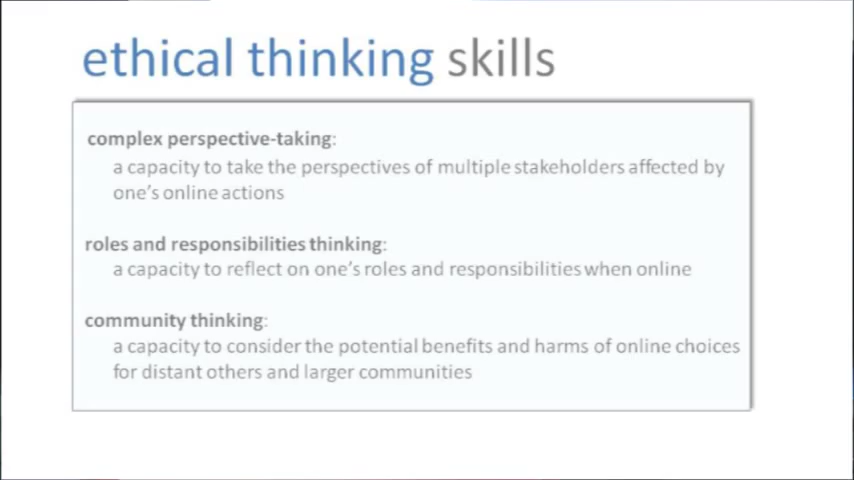 ethical thinking skills
complex perspective-taking:
a capacity to take the perspectives of multiple stakeholders affected by
one's online actions
roles and responsibilities thinking:
a capacity to reflect on one's roles and responsibilities when online
community thinking:
a capacity to consider the potential benefits and harms of online choices
for distant others and larger communities